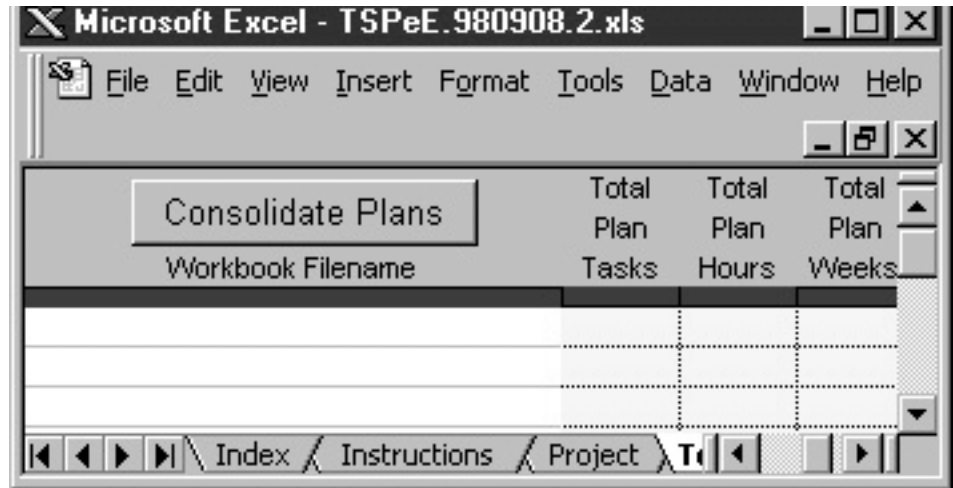 Microsoft Excel - TSPeE.980908.2.xls
File Edit View Insert Format Tools Data Window Help
Consolidate Plans
Workbook Filename
Total Plan Tasks
Total Plan Hours
Total Plan Weeks
Index Instructions Project